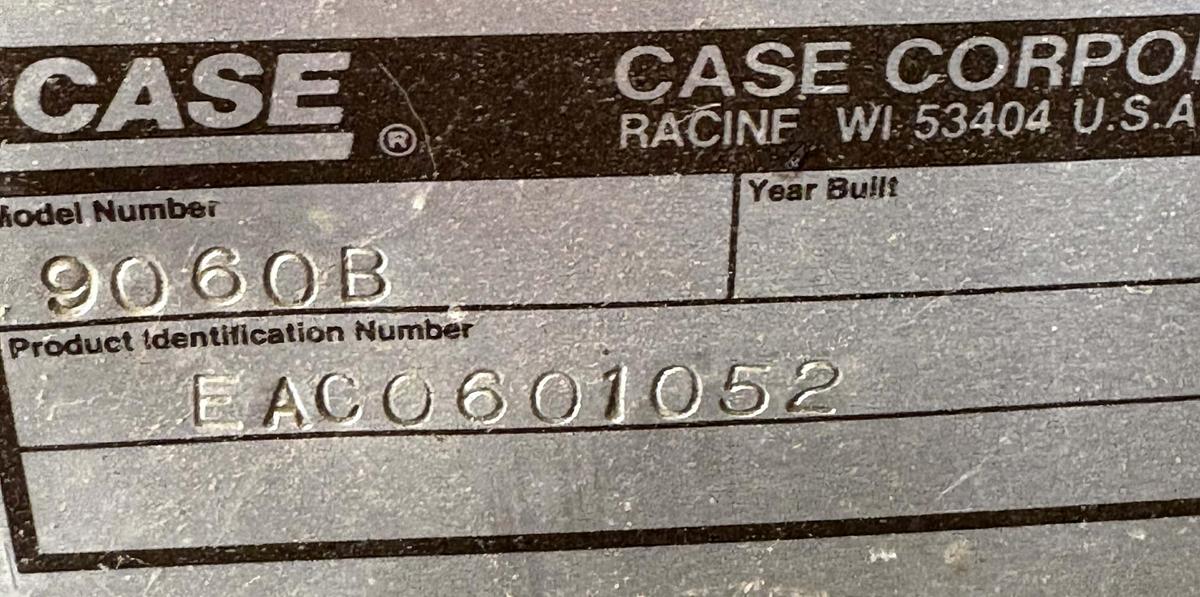 CASE ®
CASE CORPO
RACINE WI 53404 U.S.A
Model Number
Year Built
9060B
Product Identification Number
EAC0601052